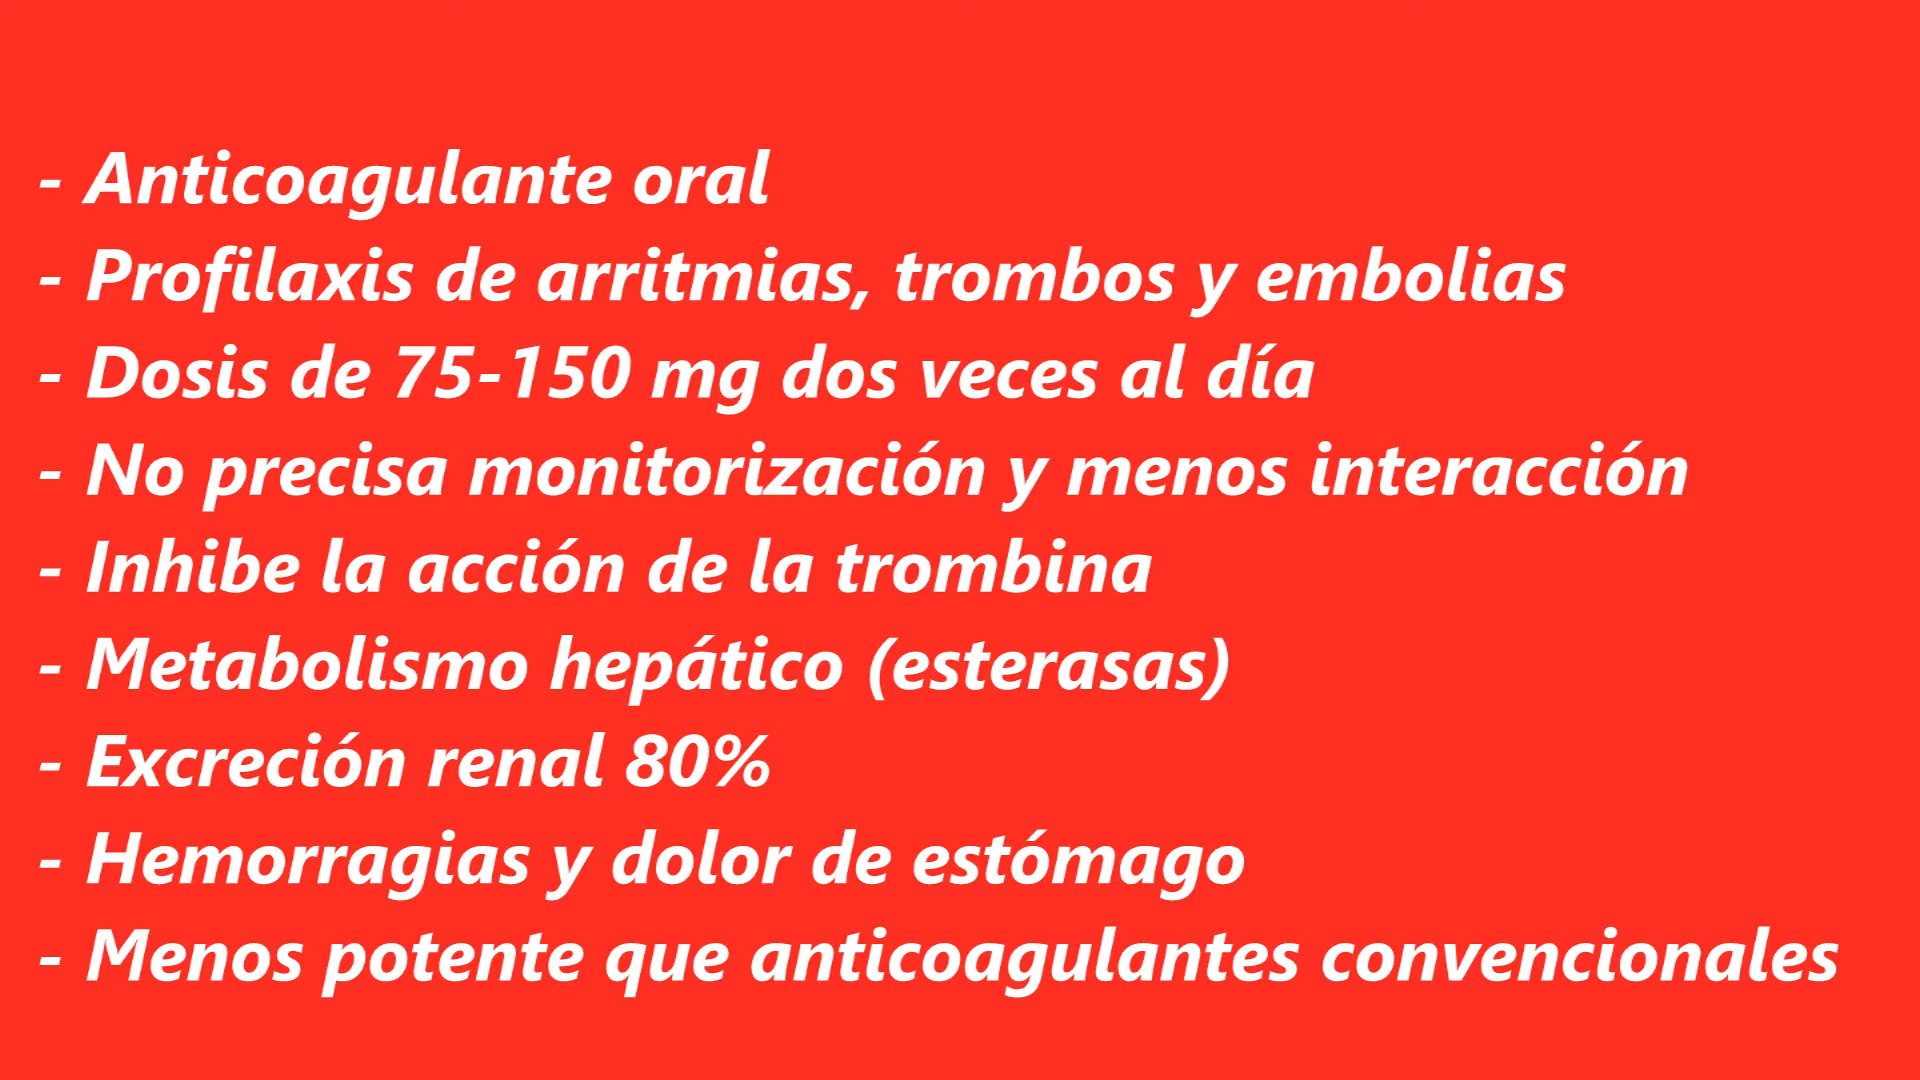 - Anticoagulante oral
- Profilaxis de arritmias, trombos y embolias
- Dosis de 75-150 mg dos veces al día
- No precisa monitorización y menos interacción
- Inhibe la acción de la trombina
- Metabolismo hepático (esterasas)
- Excreción renal 80%
- Hemorragias y dolor de estómago
- Menos potente que anticoagulantes convencionales